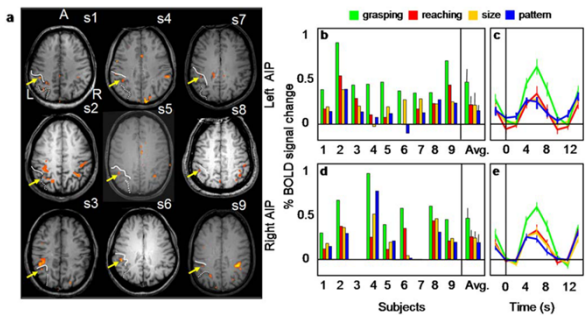 grasping reaching size pattern
a
A
s1 s4 s7
L
R
s2 s5 s8
s3 s6 s9
Left AIP
Right AIP
% BOLD signal change
b
1
0.5
0
1 2 3 4 5 6 7 8 9 Avg.
c
0 4 8 12
d
1
0.5
0
1 2 3 4 5 6 7 8 9 Avg.
Subjects
e
0 4 8 12
Time (s)